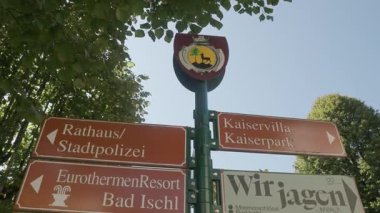 Rathaus/
Stadtpolizei
EurothermenResort
Bad Ischl
Kaiservilla
Kaiserpark
Wir jagen